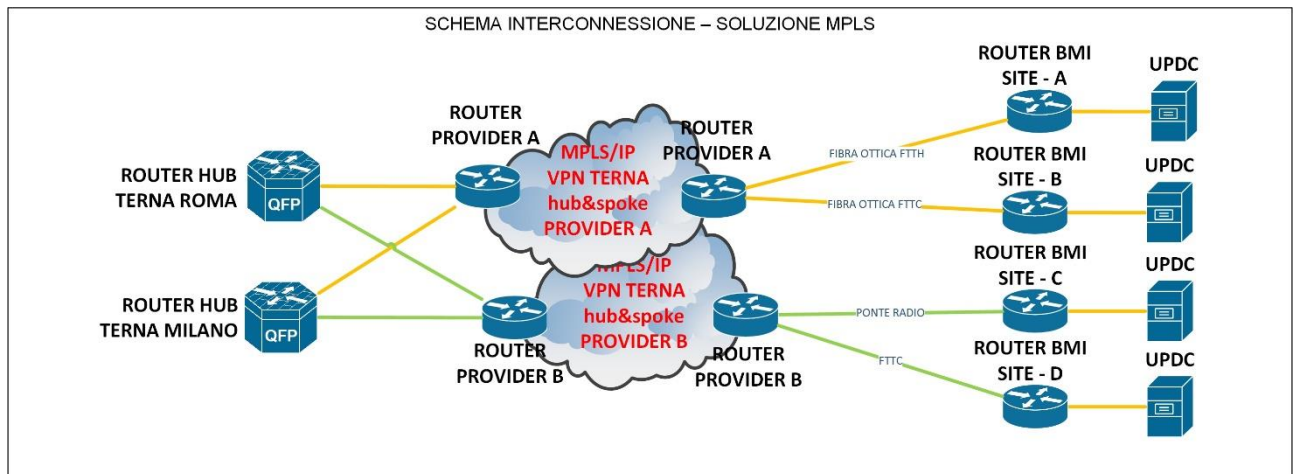 SCHEMA INTERCONNESSIONE – SOLUZIONE MPLS
ROUTER HUB
TERNA ROMA
QFP
ROUTER HUB
TERNA MILANO
QFP
ROUTER
PROVIDER A
MPLS/IP
VPN TERNA
hub&spoke
PROVIDER A
ROUTER
PROVIDER A
MPLS/IP
VPN TERNA
hub&spoke
PROVIDER B
ROUTER
PROVIDER B
ROUTER
PROVIDER B
FIBRA OTTICA FTTH
FIBRA OTTICA FTTC
PONTE RADIO
FTTC
ROUTER BMI
SITE - A
UPDC
ROUTER BMI
SITE - B
UPDC
ROUTER BMI
SITE - C
UPDC
ROUTER BMI
SITE - D
UPDC